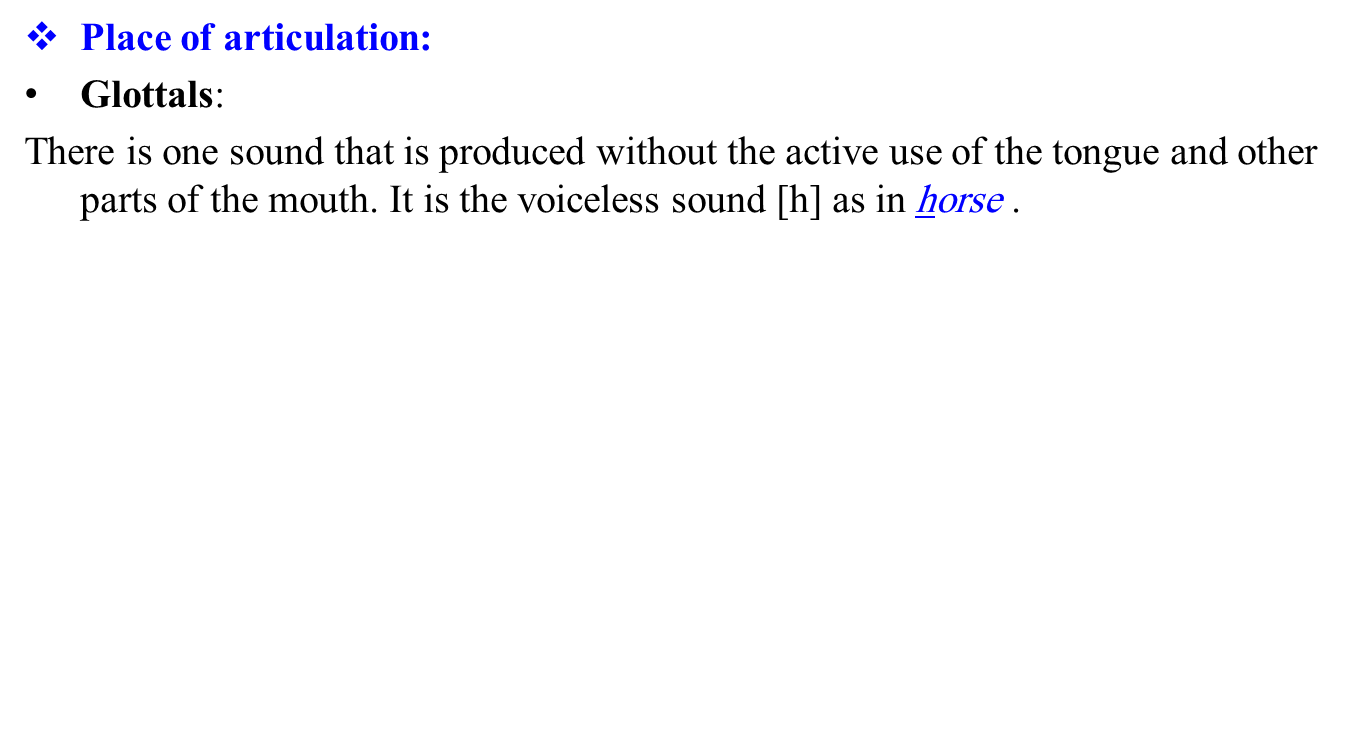 ❖ Place of articulation:
• Glottals:
There is one sound that is produced without the active use of the tongue and other
parts of the mouth. It is the voiceless sound [h] as in horse .